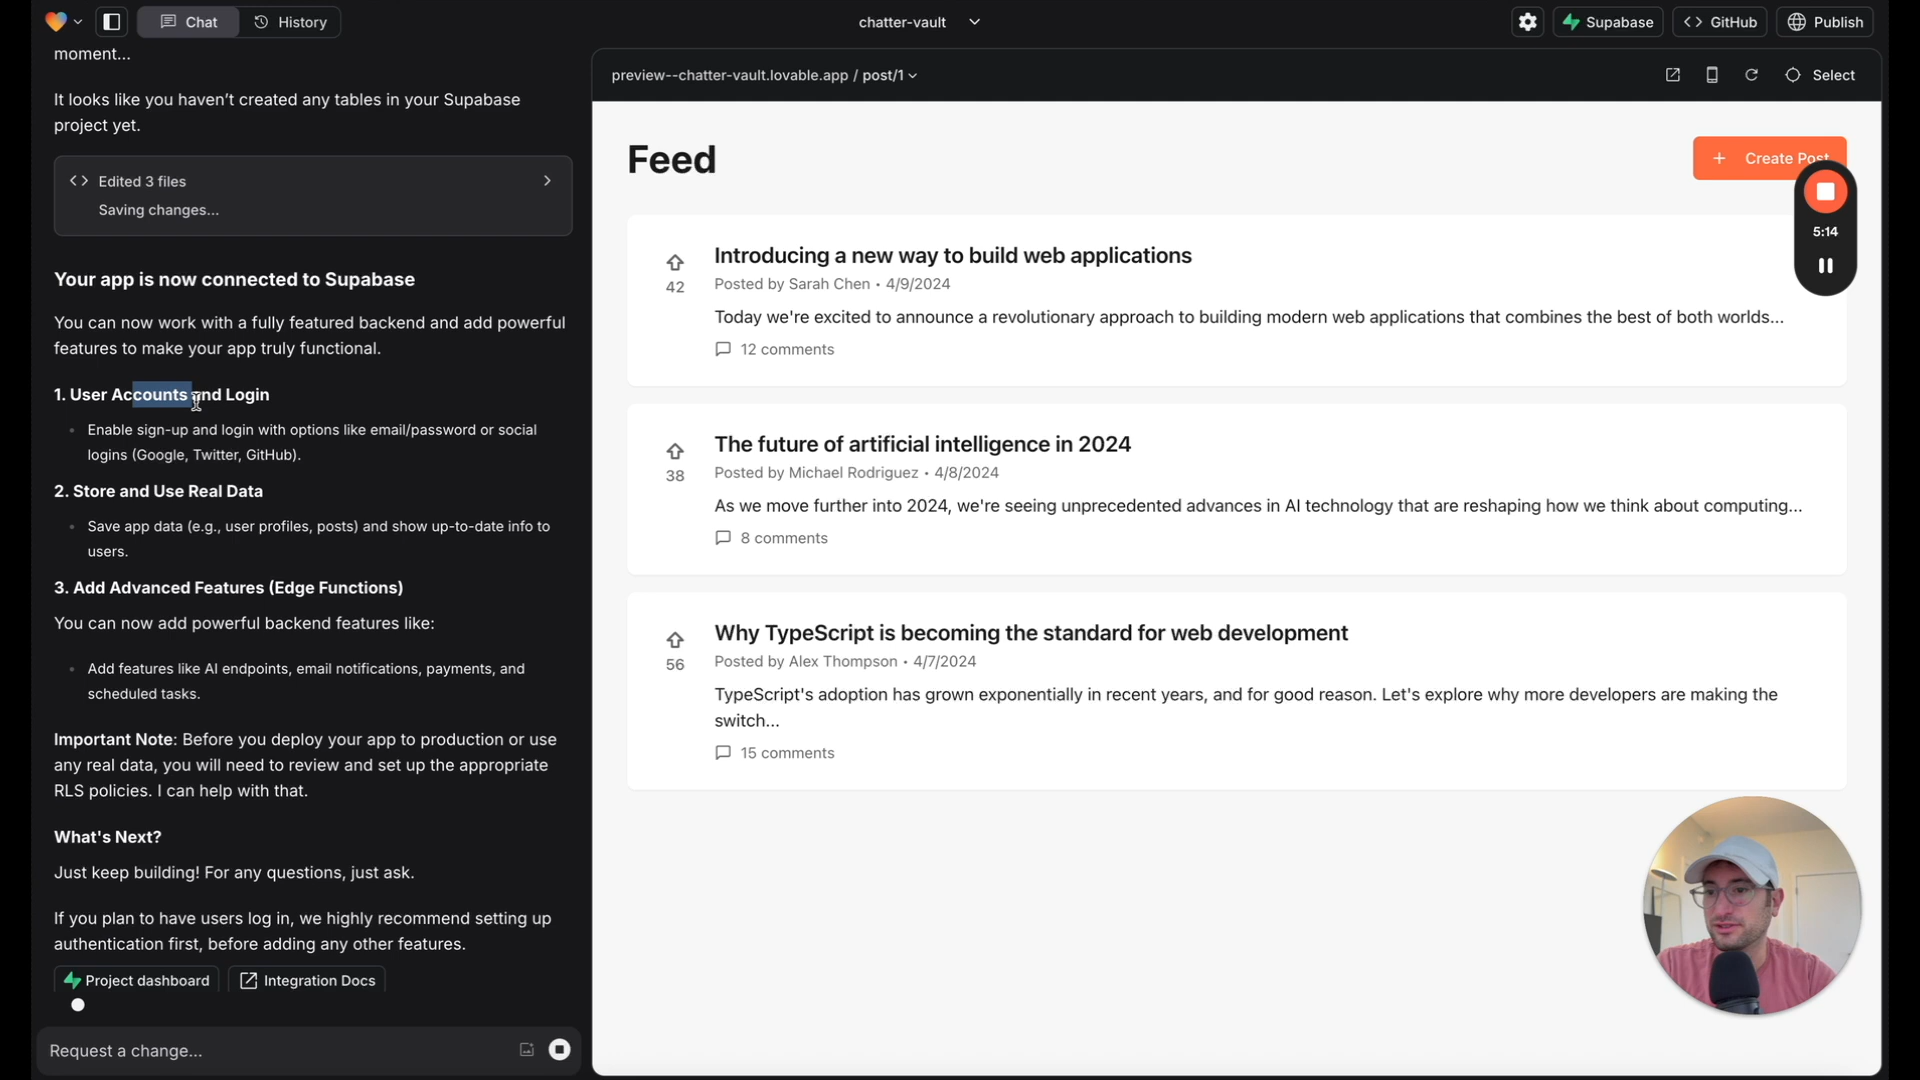 Chat
History
chatter-vault
Supabase
GitHub
Publish
moment...
It looks like you haven't created any tables in your Supabase
project yet.
Edited 3 files
Saving changes...
Your app is now connected to Supabase
You can now work with a fully featured backend and add powerful
features to make your app truly functional.
1. User Accounts and Login
Enable sign-up and login with options like email/password or social
logins (Google, Twitter, GitHub).
2. Store and Use Real Data
Save app data (e.g., user profiles, posts) and show up-to-date info to
users.
3. Add Advanced Features (Edge Functions)
You can now add powerful backend features like:
Add features like AI endpoints, email notifications, payments, and
scheduled tasks.
Important Note: Before you deploy your app to production or use
any real data, you will need to review and set up the appropriate
RLS policies. I can help with that.
What's Next?
Just keep building! For any questions, just ask.
If you plan to have users log in, we highly recommend setting up
authentication first, before adding any other features.
Project dashboard
Integration Docs
Request a change...
preview--chatter-vault.lovable.app / post/1
Select
Feed
+ Create Post
5:14
Introducing a new way to build web applications
42
Posted by Sarah Chen • 4/9/2024
Today we're excited to announce a revolutionary approach to building modern web applications that combines the best of both worlds...
12 comments
The future of artificial intelligence in 2024
38
Posted by Michael Rodriguez • 4/8/2024
As we move further into 2024, we're seeing unprecedented advances in AI technology that are reshaping how we think about computing...
8 comments
Why TypeScript is becoming the standard for web development
56
Posted by Alex Thompson • 4/7/2024
TypeScript's adoption has grown exponentially in recent years, and for good reason. Let's explore why more developers are making the
switch...
15 comments